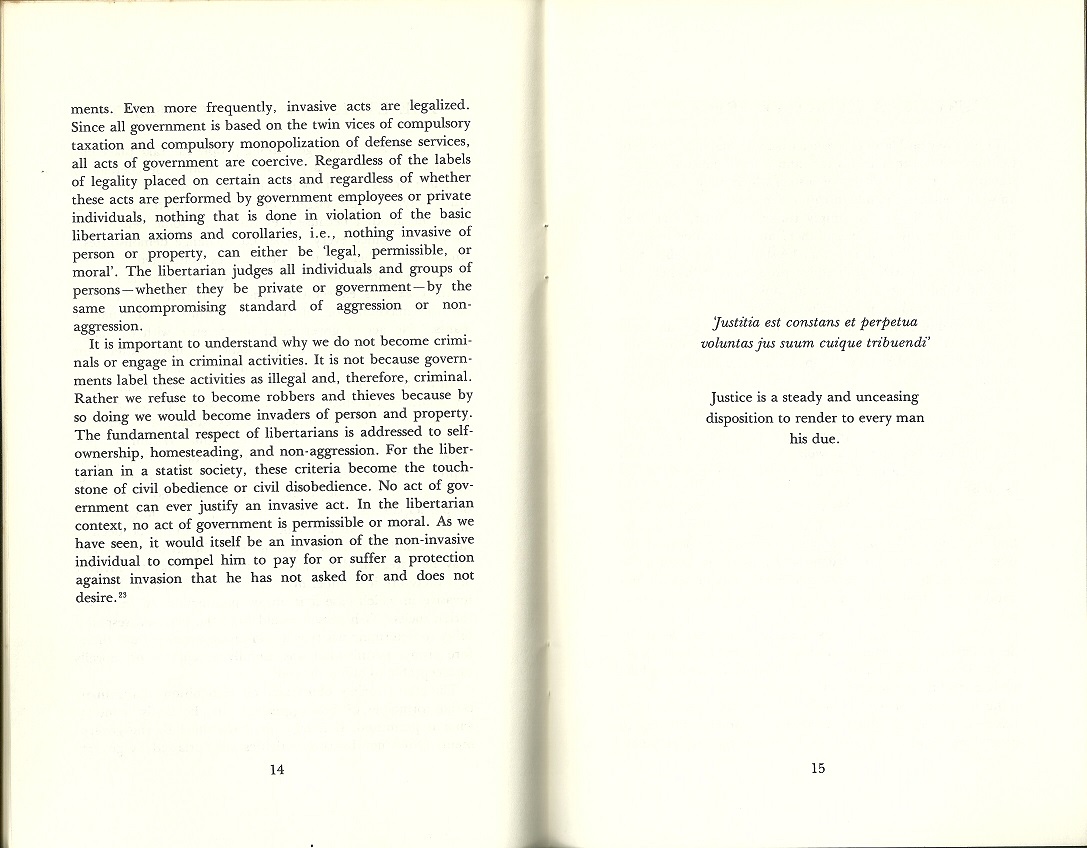 ments. Even more frequently, invasive acts are legalized.
Since all government is based on the twin vices of compulsory
taxation and compulsory monopolization of defense services,
all acts of government are coercive. Regardless of the labels
of legality placed on certain acts and regardless of whether
these acts are performed by government employees or private
individuals, nothing that is done in violation of the basic
libertarian axioms and corollaries, i.e., nothing invasive of
person or property, can either be 'legal, permissible, or
moral'. The libertarian judges all individuals and groups of
persons—whether they be private or government—by the
same uncompromising standard of aggression or non-
aggression.
It is important to understand why we do not become crimi-
nals or engage in criminal activities. It is not because govern-
ments label these activities as illegal and, therefore, criminal.
Rather we refuse to become robbers and thieves because by
so doing we would become invaders of person and property.
The fundamental respect of libertarians is addressed to self-
ownership, homesteading, and non-aggression. For the liber-
tarian in a statist society, these criteria become the touch-
stone of civil obedience or civil disobedience. No act of gov-
ernment can ever justify an invasive act. In the libertarian
context, no act of government is permissible or moral. As we
have seen, it would itself be an invasion of the non-invasive
individual to compel him to pay for or suffer a protection
against invasion that he has not asked for and does not
desire.²³
14
'Justitia est constans et perpetua
voluntas jus suum cuique tribuendi'
Justice is a steady and unceasing
disposition to render to every man
his due.
15